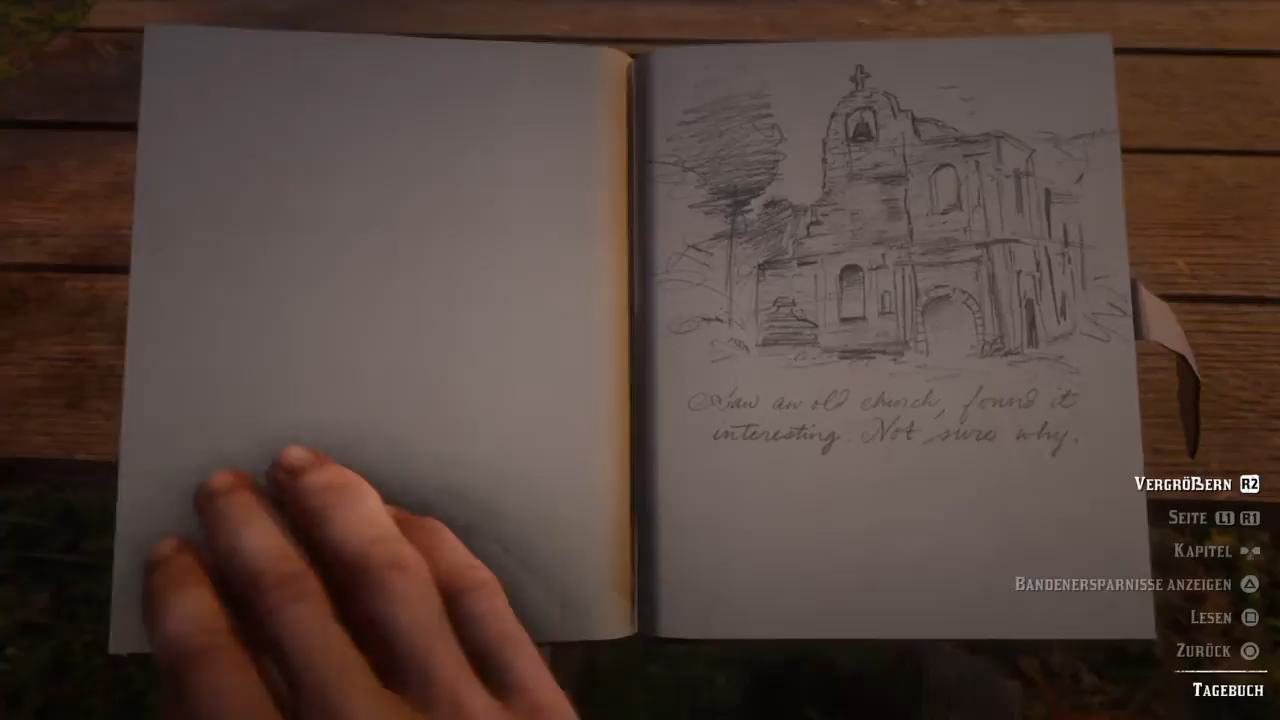 Saw an old church, found it
interesting. Not sure why.
VERGRÖẞERN R2
SEITE L1 R1
KAPITEL
BANDENERSPARNISSE ANZEIGEN
LESEN
ZURÜCK
TAGEBUCH